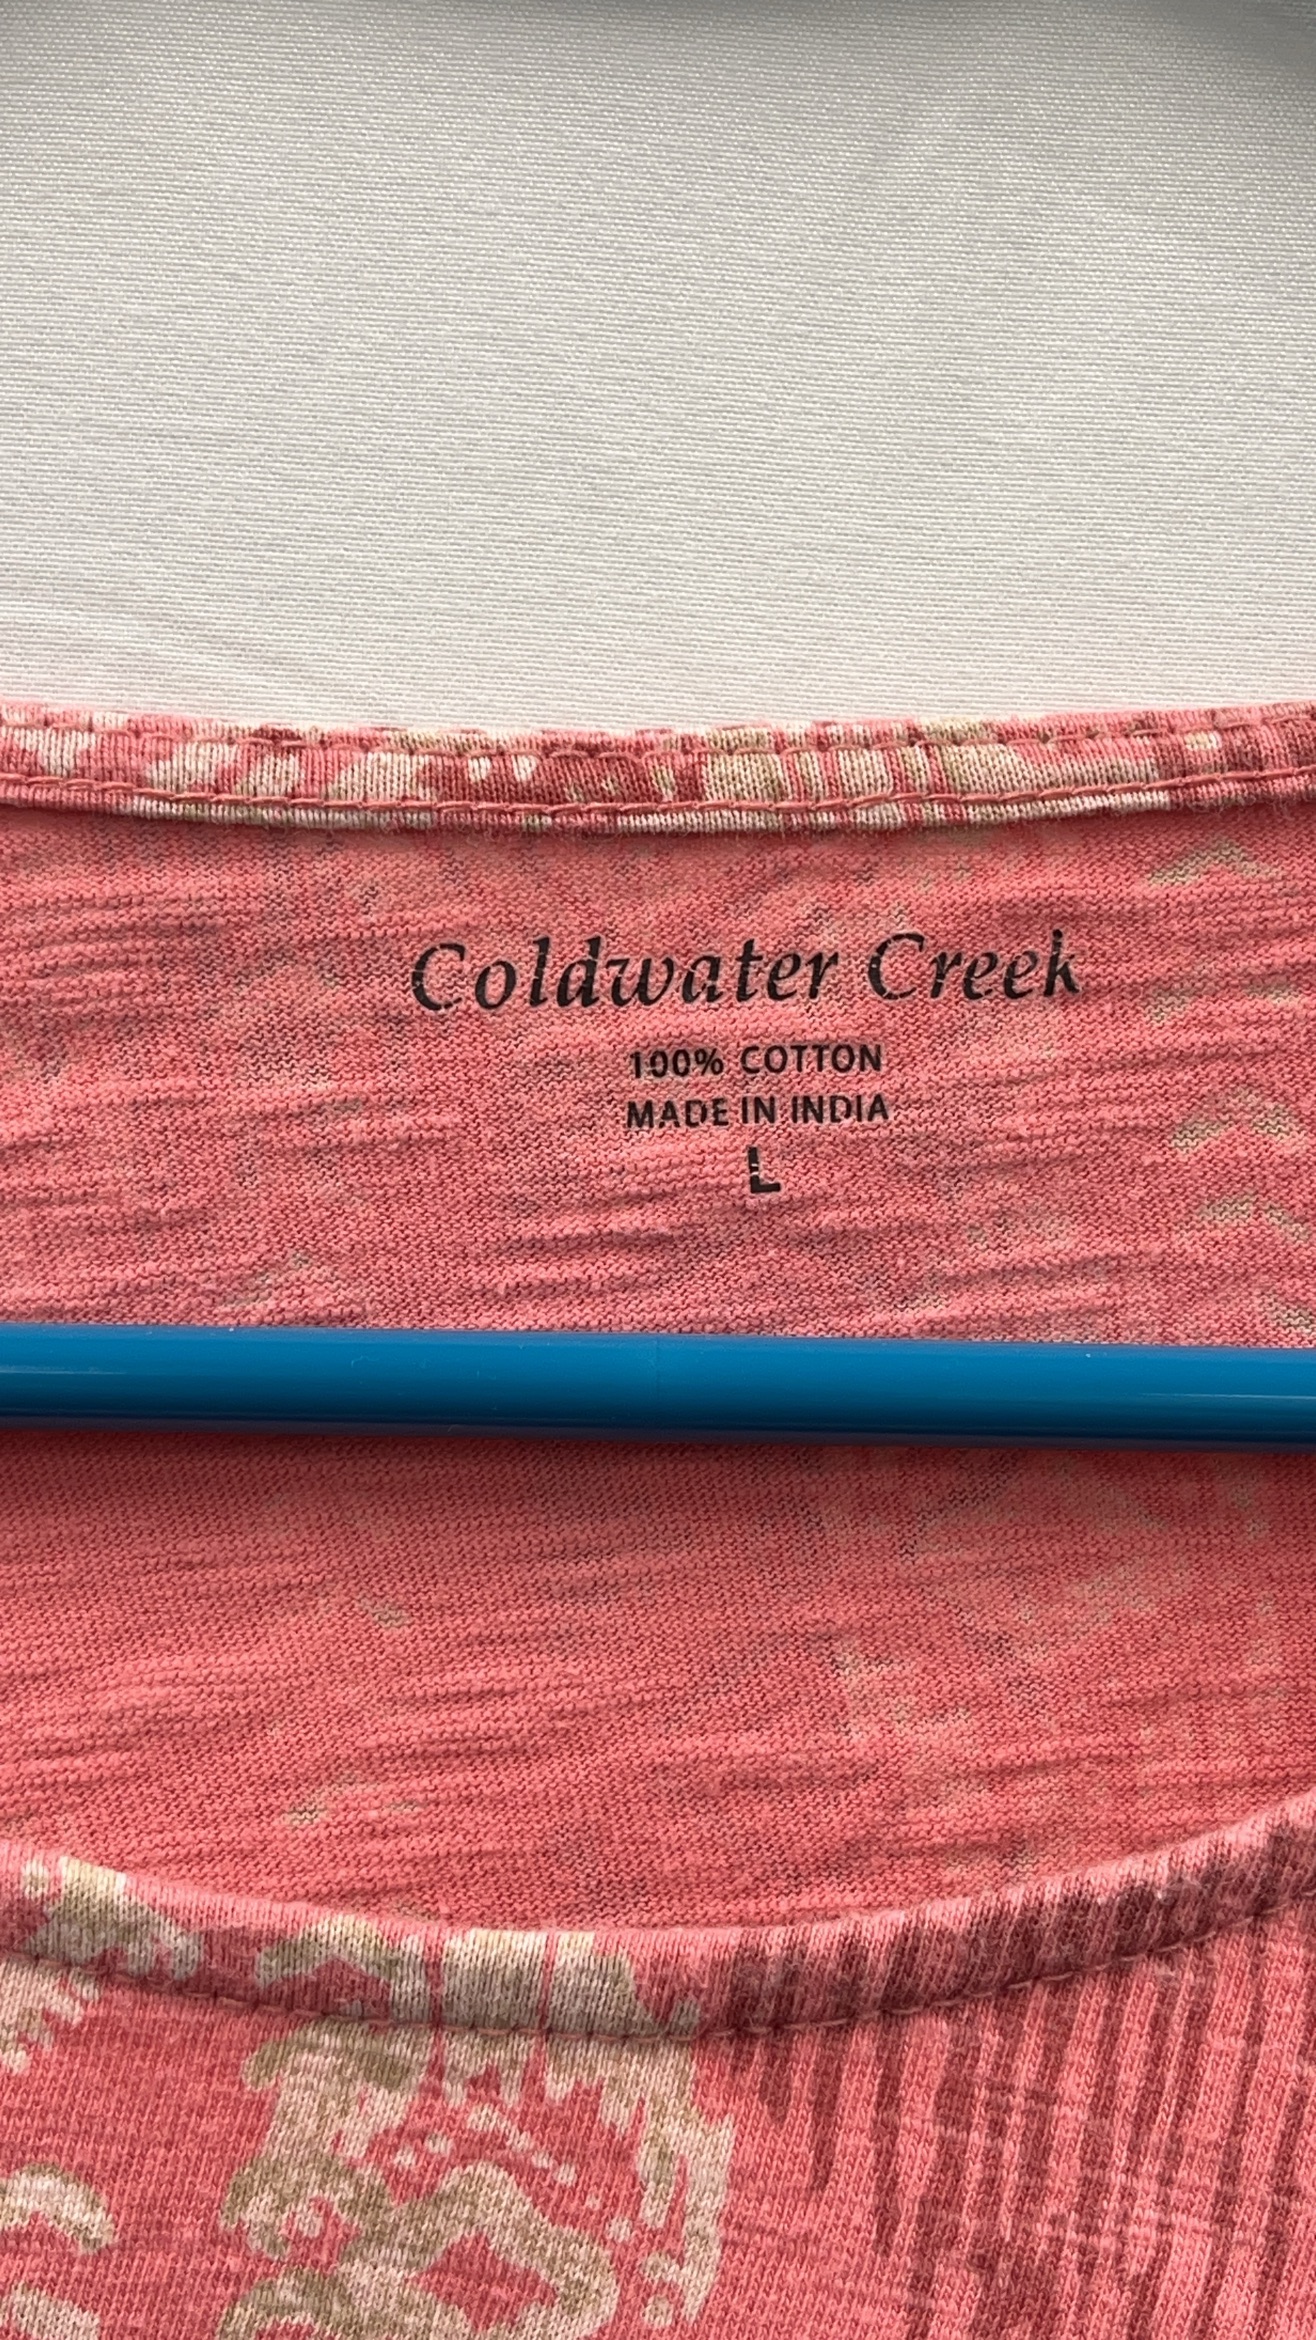 Coldwater Creek
100% COTTON
MADE IN INDIA
L